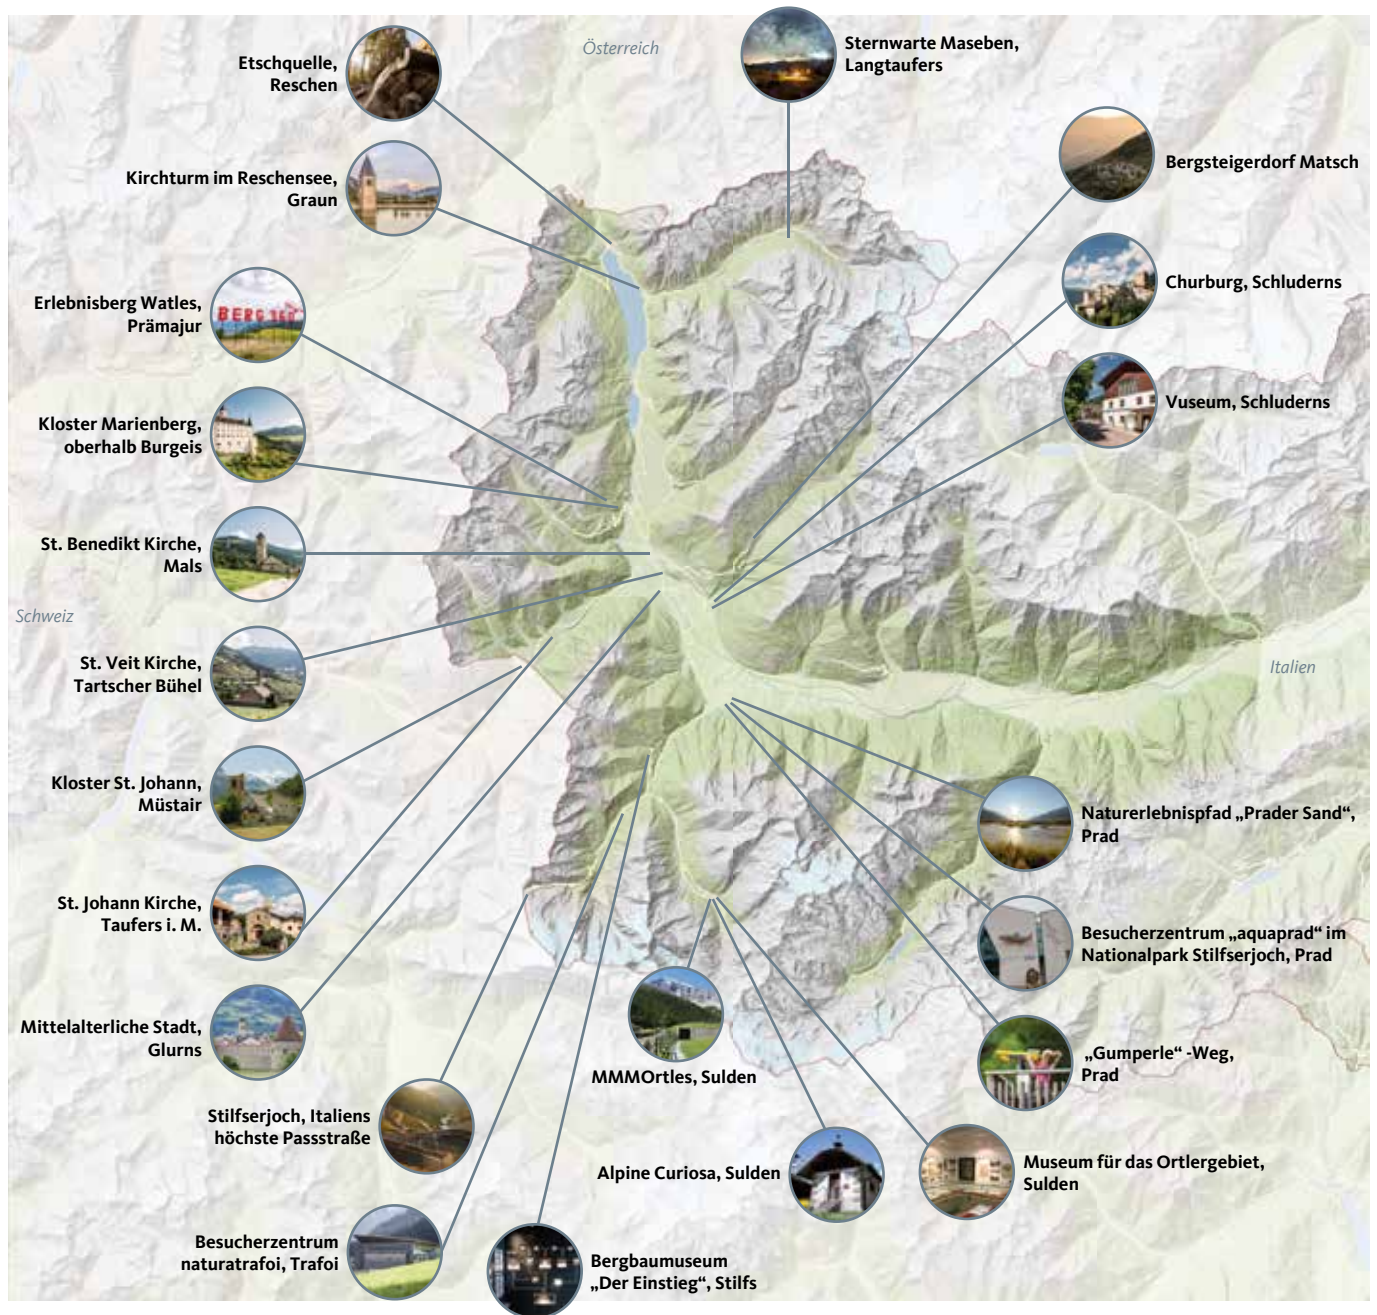 Österreich
Sternwarte Maseben,
Langtaufers
Etschquelle,
Reschen
Bergsteigerdorf Matsch
Kirchturm im Reschensee,
Graun
Churburg, Schluderns
Erlebnisberg Watles,
Prämajur
BERG
Vuseum, Schluderns
Kloster Marienberg,
oberhalb Burgeis
St. Benedikt Kirche,
Mals
Schweiz
St. Veit Kirche,
Tartscher Bühel
Italien
Kloster St. Johann,
Müstair
Naturerlebnispfad „Prader Sand“,
Prad
St. Johann Kirche,
Taufers i. M.
Besucherzentrum „aquaprad“ im
Nationalpark Stilfserjoch, Prad
Mittelalterliche Stadt,
Glurns
„Gumperle“ -Weg,
Prad
MMMOrtles, Sulden
Stilfserjoch, Italiens
höchste Passstraße
Alpine Curiosa, Sulden
Museum für das Ortlergebiet,
Sulden
Besucherzentrum
naturatrafoi, Trafoi
Bergbaumuseum
„Der Einstieg“, Stilfs